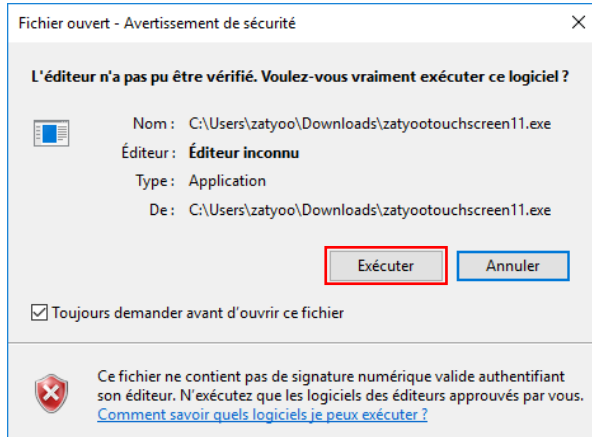 Fichier ouvert - Avertissement de sécurité
L'éditeur n'a pas pu être vérifié. Voulez-vous vraiment exécuter ce logiciel ?
Nom : C:\Users\zatyoo\Downloads\zatyootouchscreen11.exe
Éditeur : Éditeur inconnu
Type : Application
De : C:\Users\zatyoo\Downloads\zatyootouchscreen11.exe
Exécuter Annuler
Toujours demander avant d'ouvrir ce fichier
Ce fichier ne contient pas de signature numérique valide authentifiant
son éditeur. N'exécutez que les logiciels des éditeurs approuvés par vous.
Comment savoir quels logiciels je peux exécuter ?